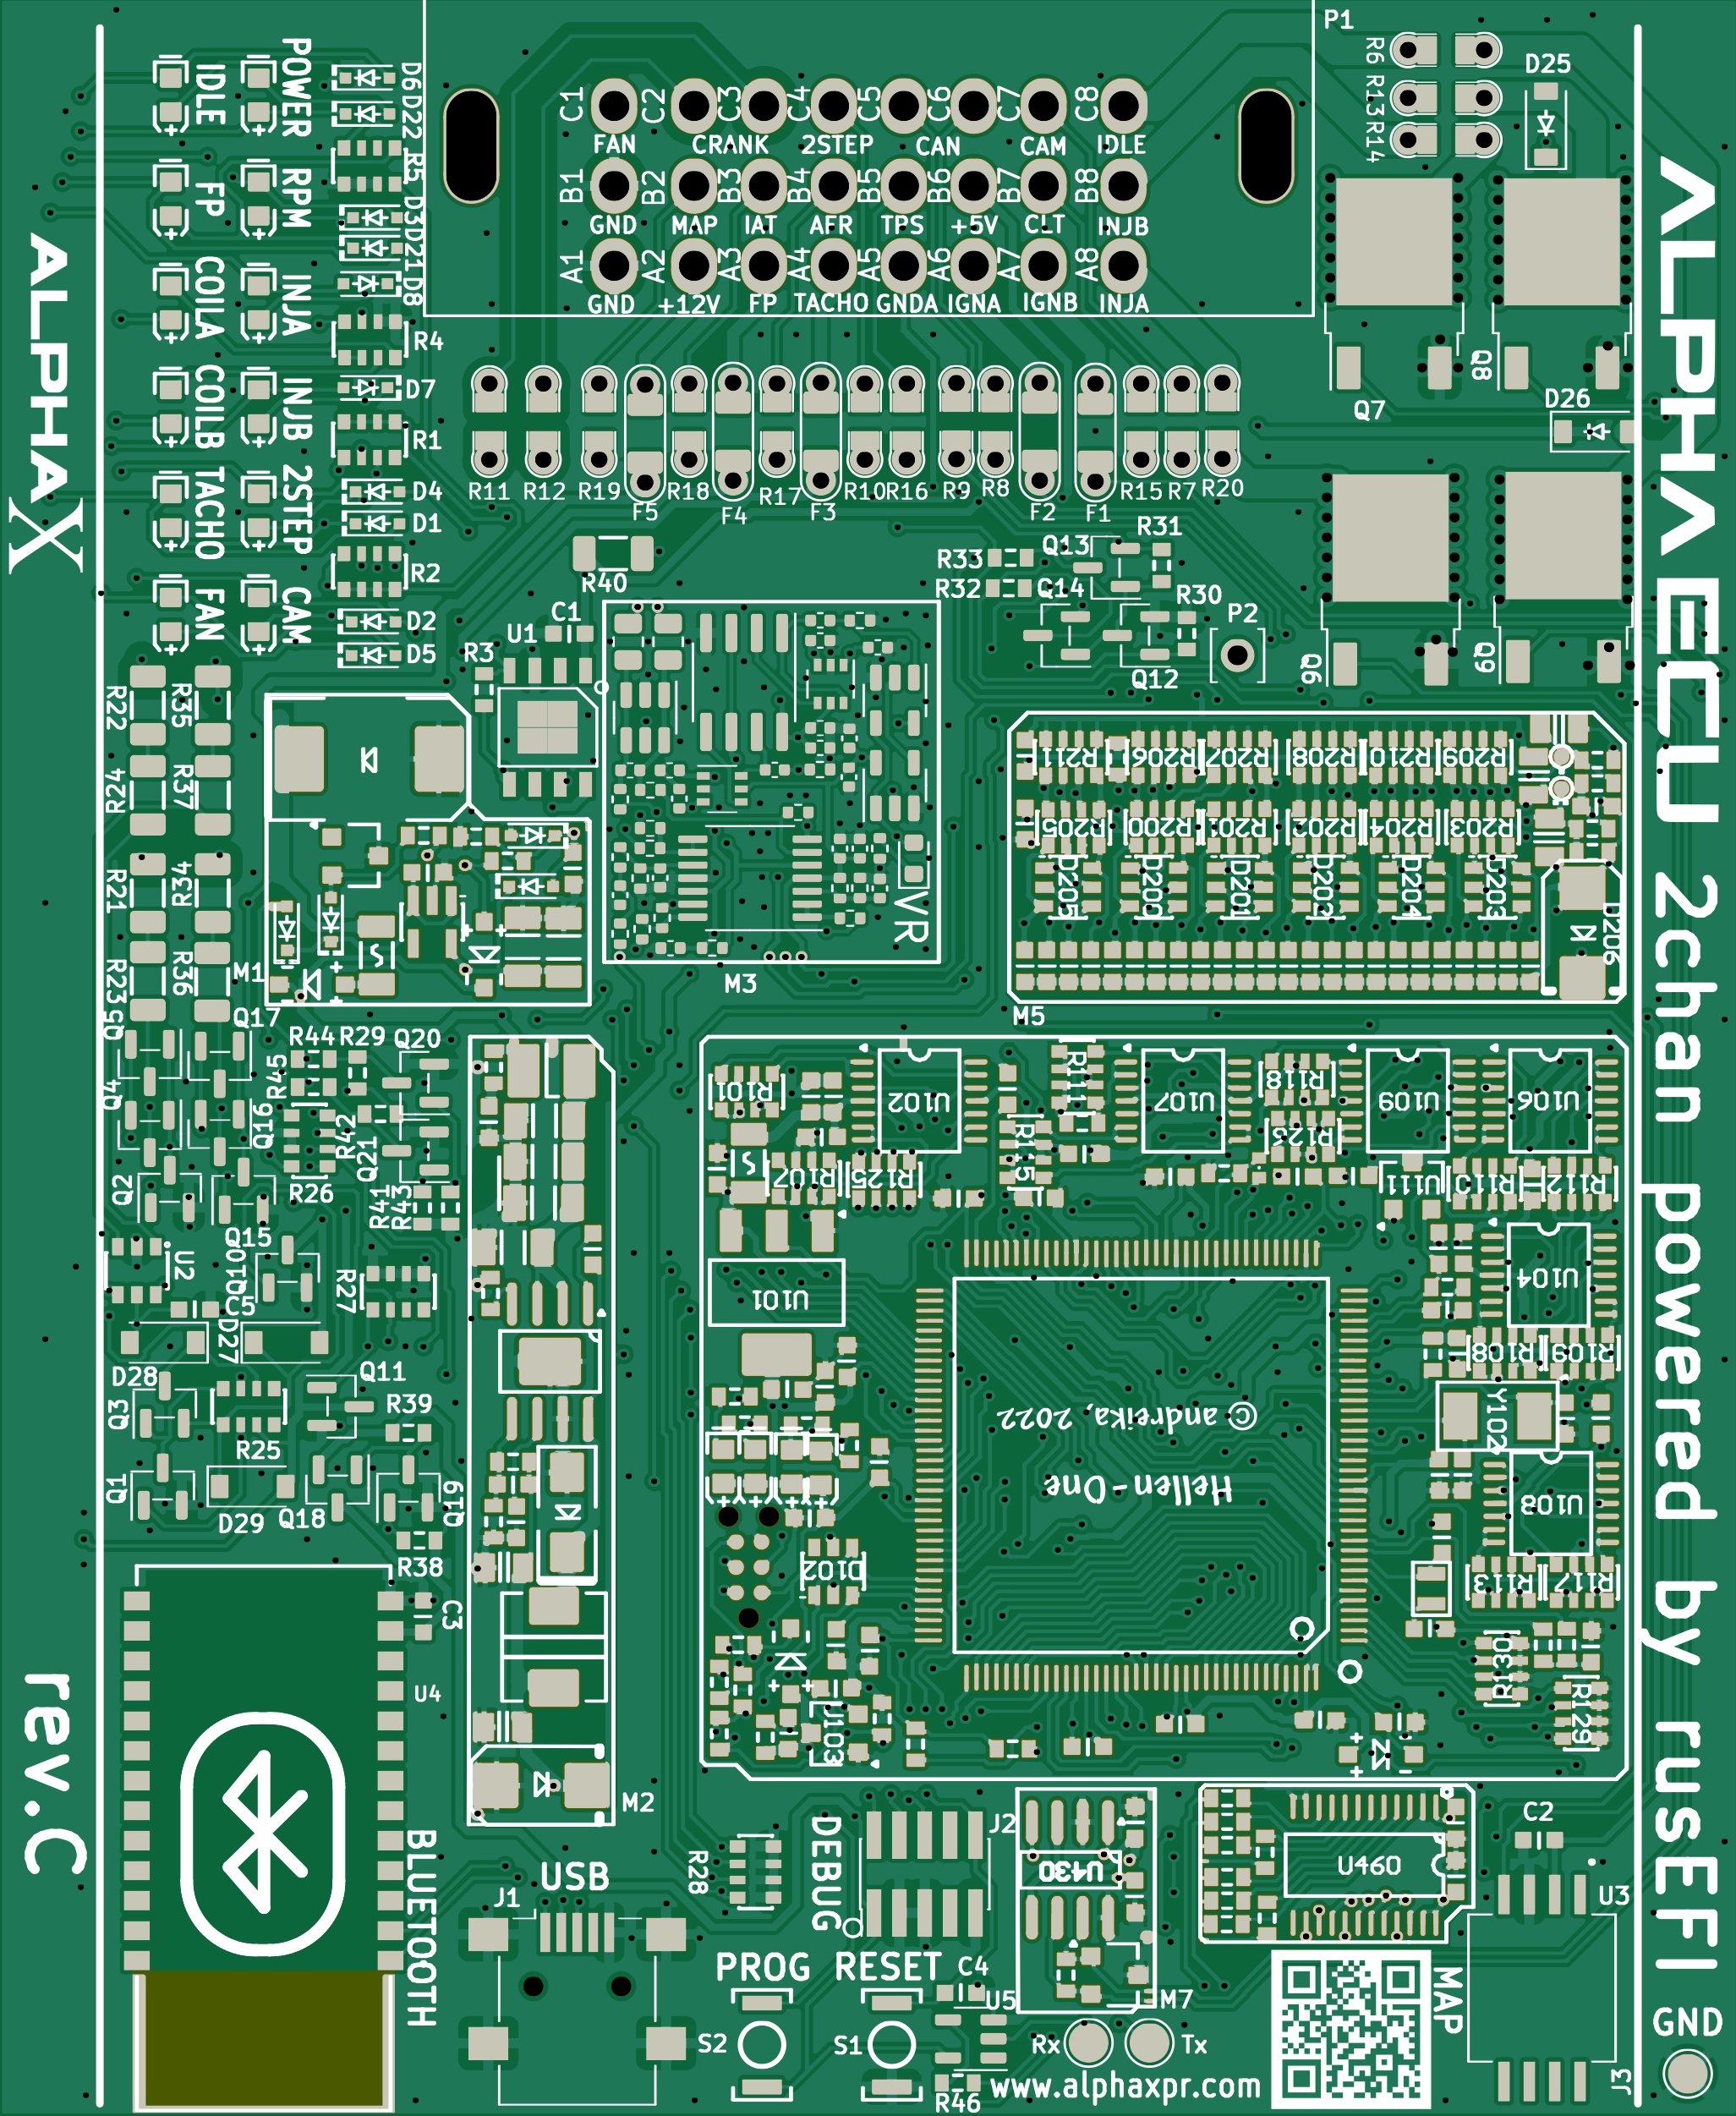 P1
C1 C2 C3 C4 C5 C6 C7 C8
FAN CRANK 2STEP CAN CAM IDLE
B1 B2 B3 B4 B5 B6 B7 B8
GND MAP IAT AFR TPS +5V CLT INJB
A1 A2 A3 A4 A5 A6 A7 A8
GND +12V FP TACHO GNDA IGNA IGNB INJA
IDLE POWER
FP RPM
COILA INJA
COILB INJB
TACHO 2STEP
FAN CAM
D6
D22
R5
D3
D21
D8
R4
D7
R1
D4
D1
R2
D2
D5
R6
R13
R14
D25
Q7
Q8
D26
Q6
Q9
R11 R12 R19 F5 R18 F4 R17 F3 R10 R16 R9 R8 F2 F1 R15 R7 R20
R40
R33
R32
Q13
Q14
R31
R30
Q12
P2
C1
U1
R3
R22 R35
R24 R37
R21 R34
R23 R36
M1
VR
M3
R211 R206 R207 R208 R210 R209
R205 R200 R201 R202 R204 R203
D205 D200 D201 D202 D204 D203
D206
M5
Q5
Q17
Q4
Q16
R44
R29
Q20
R45
R42
Q21
R26
Q2
Q15
R41
R43
U2
Q10
R27
C5
D27
D28
Q11
Q3
R39
R25
Q1
D29
Q18
Q19
R38
C3
U4
BLUETOOTH
M2
R101
U102
R111
U107
R118
U109
U106
R115
R123
R107
R125
U111
R110
R112
U101
U104
R108
R109
Y102
© andreika, 2022
Hellen-One
U108
D102
R113
R117
R130
R129
U103
USB
J1
R28
DEBUG
J2
U430
M7
U460
C2
U3
MAP
J3
PROG
RESET
S2
S1
C4
U5
R46
Rx
Tx
www.alphaxpr.com
GND
ALPHAX
rev.C
ALPHA ECU 2chan powered by rusEFI